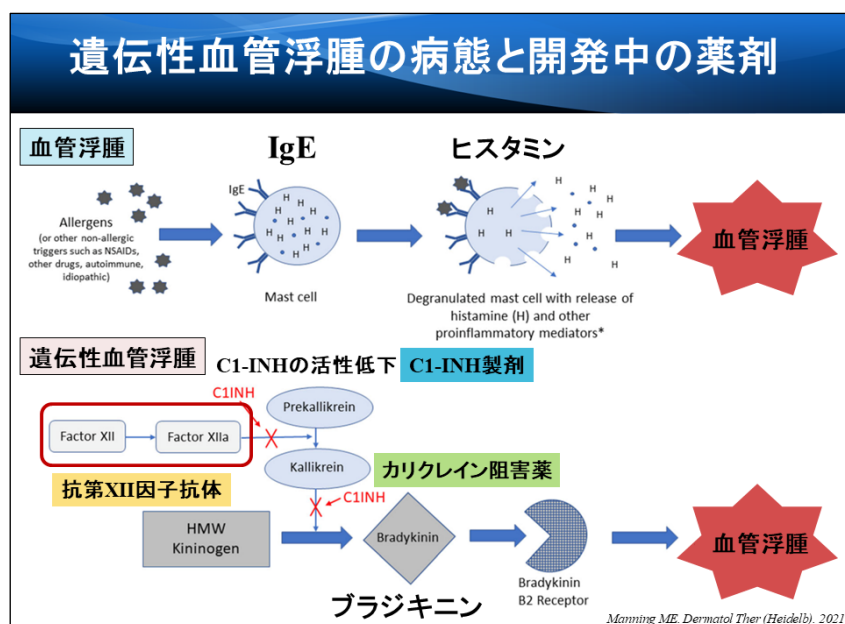 遺伝性血管浮腫の病態と開発中の薬剤
血管浮腫
IgE
ヒスタミン
Allergens
(or other non-allergic
triggers such as NSAIDs,
other drugs, autoimmune,
idiopathic)
IgE
H
H H
H H
H H
H H
Mast cell
H
H H
H
H
H
H
H
H
Degranulated mast cell with release of
histamine (H) and other
proinflammatory mediators*
血管浮腫
遺伝性血管浮腫
C1-INHの活性低下
C1-INH製剤
C1INH
Prekallikrein
Factor XII
Factor XIIa
Kallikrein
カリクレイン阻害薬
抗第XII因子抗体
C1INH
HMW
Kininogen
Bradykinin
Bradykinin
B2 Receptor
血管浮腫
ブラジキニン
Manning ME. Dermatol Ther (Heidelb). 2021